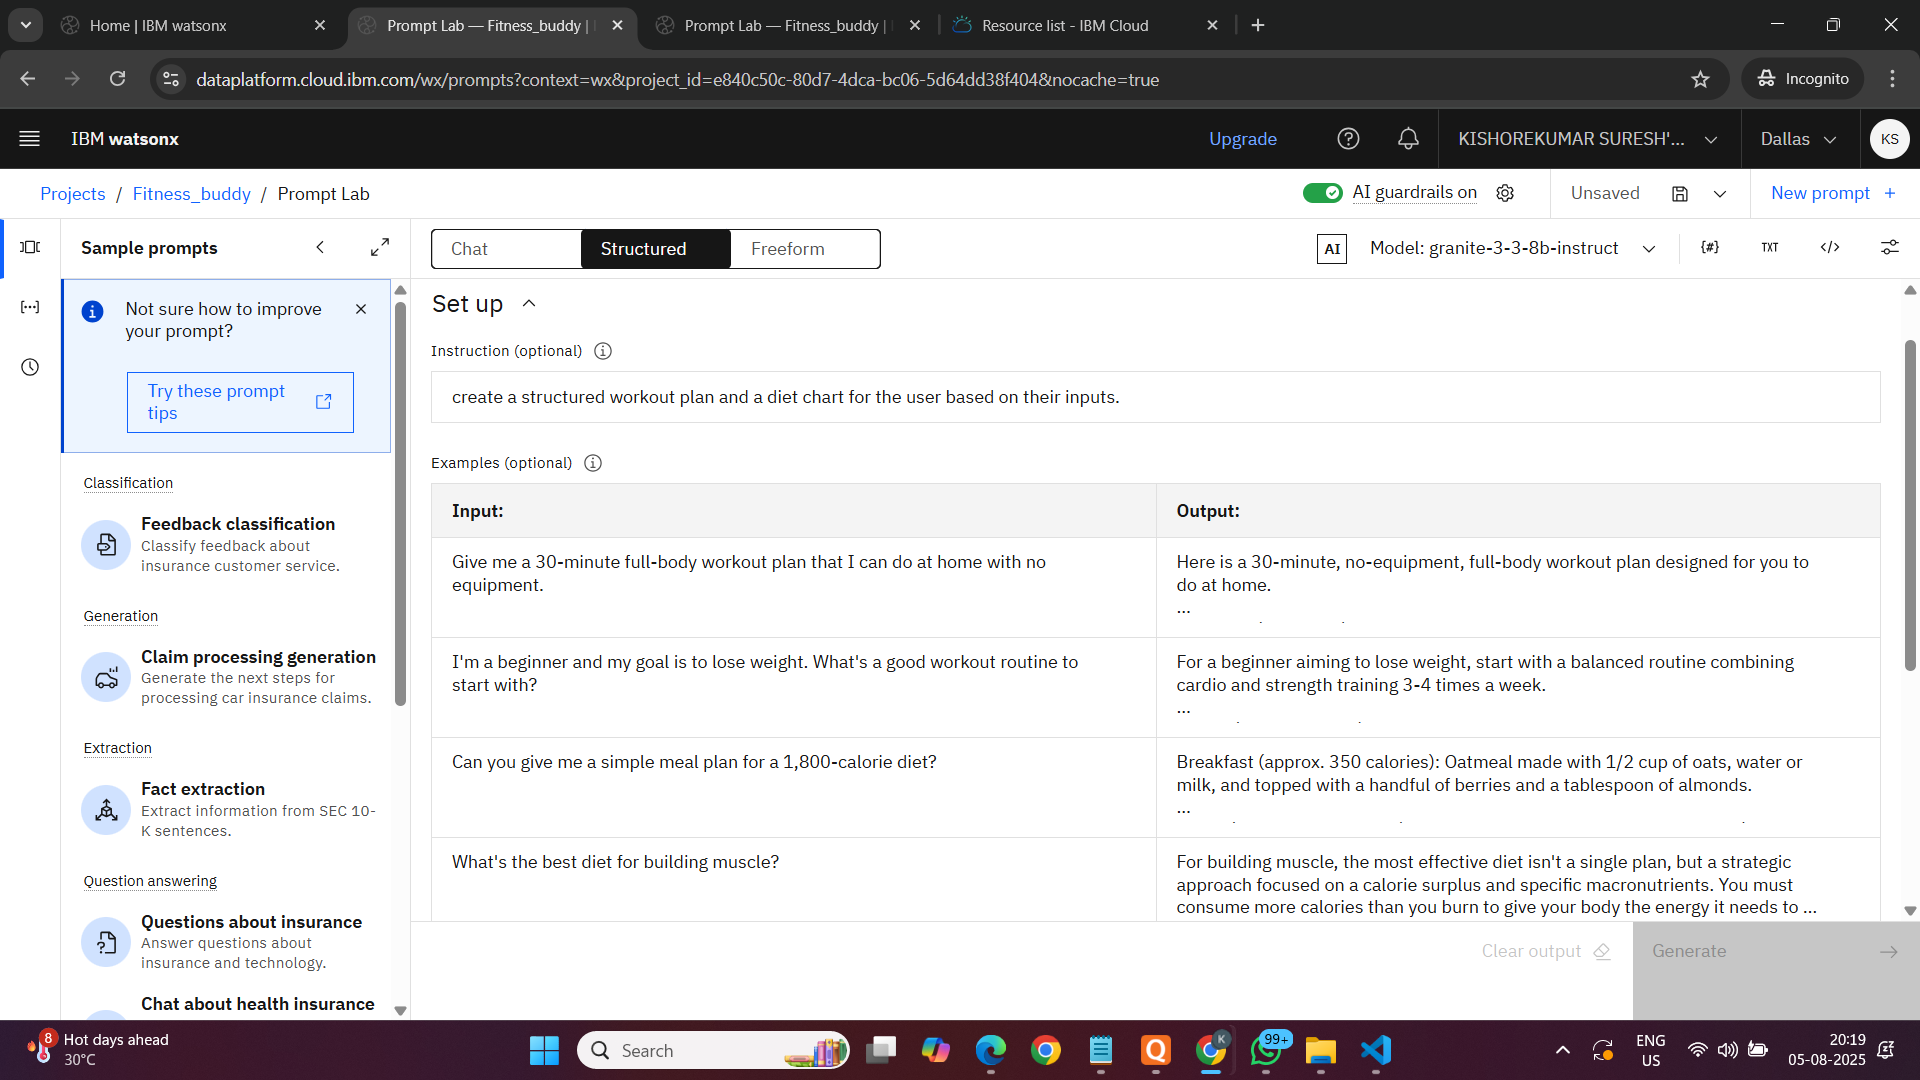 Home | IBM watsonx
Prompt Lab — Fitness_buddy |
Prompt Lab — Fitness_buddy |
Resource list - IBM Cloud
dataplatform.cloud.ibm.com/wx/prompts?context=wx&project_id=e840c50c-80d7-4dca-bc06-5d64dd38f404&nocache=true
Incognito
IBM watsonx
Upgrade
KISHOREKUMAR SURESH'...
Dallas
KS
Projects / Fitness_buddy / Prompt Lab
AI guardrails on
Unsaved
New prompt +
Sample prompts
Chat
Structured
Freeform
AI
Model: granite-3-3-8b-instruct
{#}
TXT
</>
Not sure how to improve
your prompt?
Try these prompt
tips
Classification
Feedback classification
Classify feedback about
insurance customer service.
Generation
Claim processing generation
Generate the next steps for
processing car insurance claims.
Extraction
Fact extraction
Extract information from SEC 10-
K sentences.
Question answering
Questions about insurance
Answer questions about
insurance and technology.
Chat about health insurance
Set up
Instruction (optional)
create a structured workout plan and a diet chart for the user based on their inputs.
Examples (optional)
Input:
Output:
Give me a 30-minute full-body workout plan that I can do at home with no
equipment.
Here is a 30-minute, no-equipment, full-body workout plan designed for you to
do at home.
...
I'm a beginner and my goal is to lose weight. What's a good workout routine to
start with?
For a beginner aiming to lose weight, start with a balanced routine combining
cardio and strength training 3-4 times a week.
...
Can you give me a simple meal plan for a 1,800-calorie diet?
Breakfast (approx. 350 calories): Oatmeal made with 1/2 cup of oats, water or
milk, and topped with a handful of berries and a tablespoon of almonds.
...
What's the best diet for building muscle?
For building muscle, the most effective diet isn't a single plan, but a strategic
approach focused on a calorie surplus and specific macronutrients. You must
consume more calories than you burn to give your body the energy it needs to ...
Clear output
Generate
8
Hot days ahead
30°C
Search
K
99+
ENG
US
20:19
05-08-2025